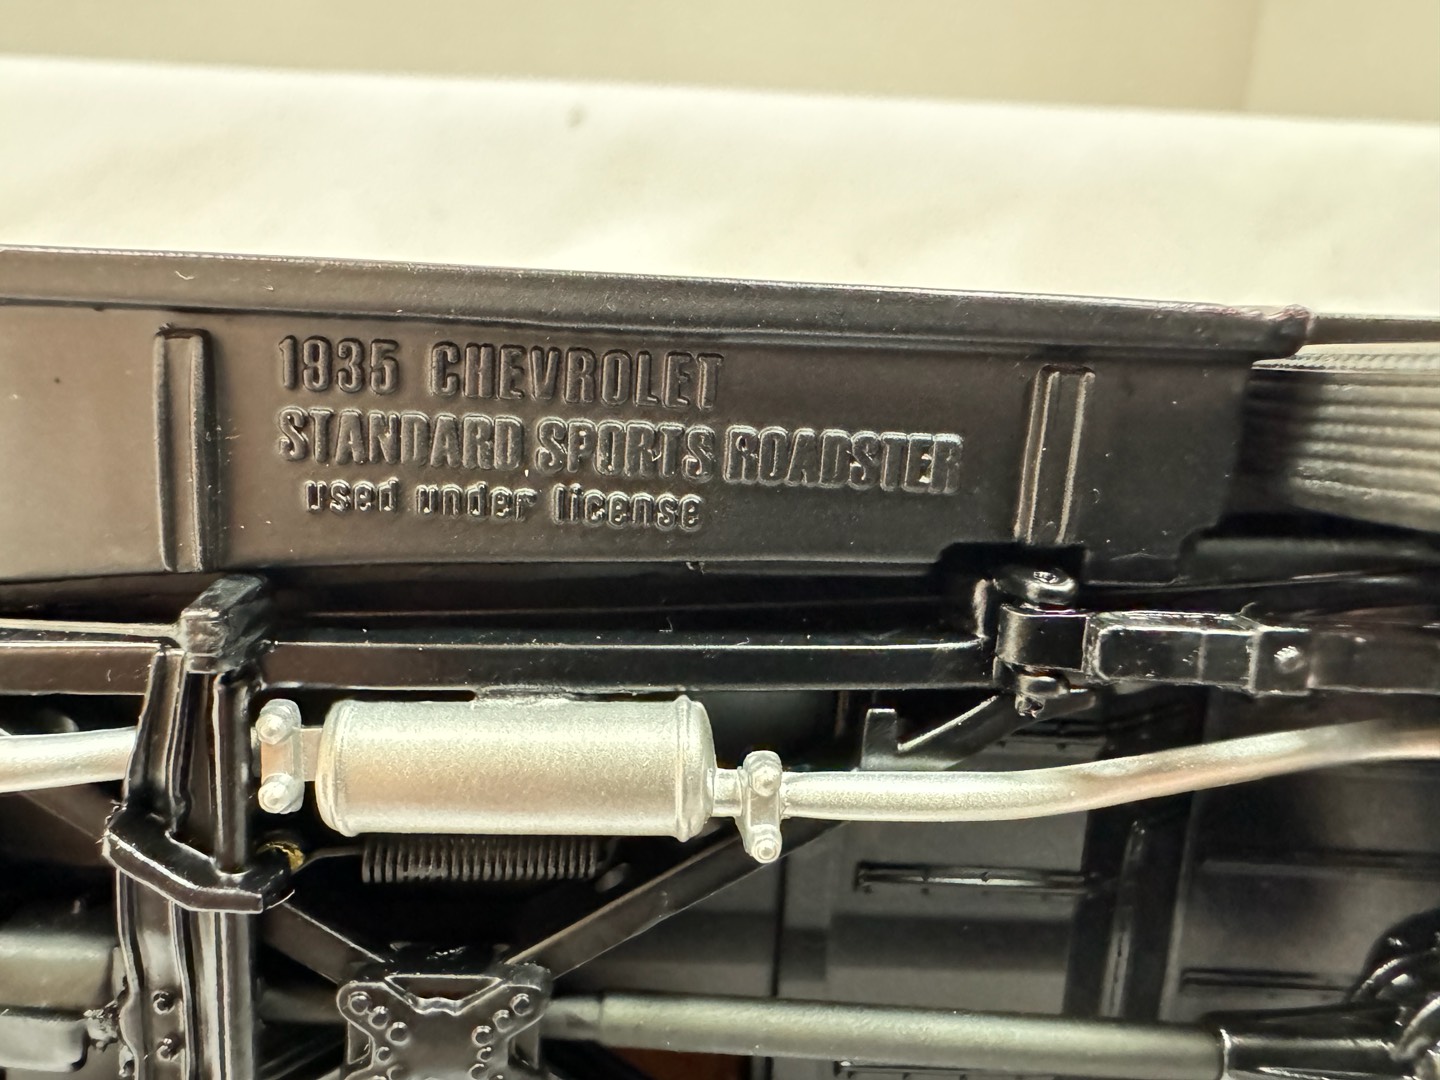 1935 CHEVROLET
STANDARD SPORTS ROADSTER
used under license